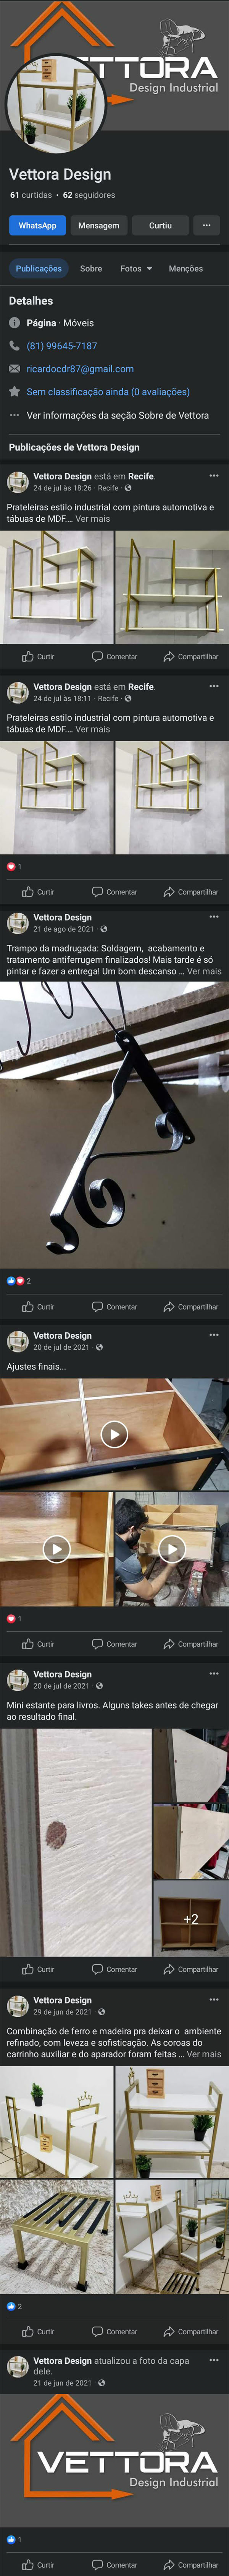 VETTORA
Design Industrial
Vettora Design
61 curtidas • 62 seguidores
WhatsApp
Mensagem
Curtiu
Publicações
Sobre
Fotos
Menções
Detalhes
Página · Móveis
(81) 99645-7187
ricardocdr87@gmail.com
Sem classificação ainda (0 avaliações)
Ver informações da seção Sobre de Vettora
Publicações de Vettora Design
Vettora Design está em Recife.
24 de jul às 18:26 · Recife ·
Prateleiras estilo industrial com pintura automotiva e
tábuas de MDF.... Ver mais
Curtir
Comentar
Compartilhar
Vettora Design está em Recife.
24 de jul às 18:11 · Recife ·
Prateleiras estilo industrial com pintura automotiva e
tábuas de MDF.... Ver mais
1
Curtir
Comentar
Compartilhar
Vettora Design
21 de ago de 2021 ·
Trampo da madrugada: Soldagem, acabamento e
tratamento antiferrugem finalizados! Mais tarde é só
pintar e fazer a entrega! Um bom descanso ... Ver mais
2
Curtir
Comentar
Compartilhar
Vettora Design
20 de jul de 2021 ·
Ajustes finais...
1
Curtir
Comentar
Compartilhar
Vettora Design
20 de jul de 2021 ·
Mini estante para livros. Alguns takes antes de chegar
ao resultado final.
+2
Curtir
Comentar
Compartilhar
Vettora Design
29 de jun de 2021 ·
Combinação de ferro e madeira pra deixar o ambiente
refinado, com leveza e sofisticação. As coroas do
carrinho auxiliar e do aparador foram feitas ... Ver mais
2
Curtir
Comentar
Compartilhar
Vettora Design atualizou a foto da capa
dele.
21 de jun de 2021 ·
VETTORA
Design Industrial
1
Curtir
Comentar
Compartilhar